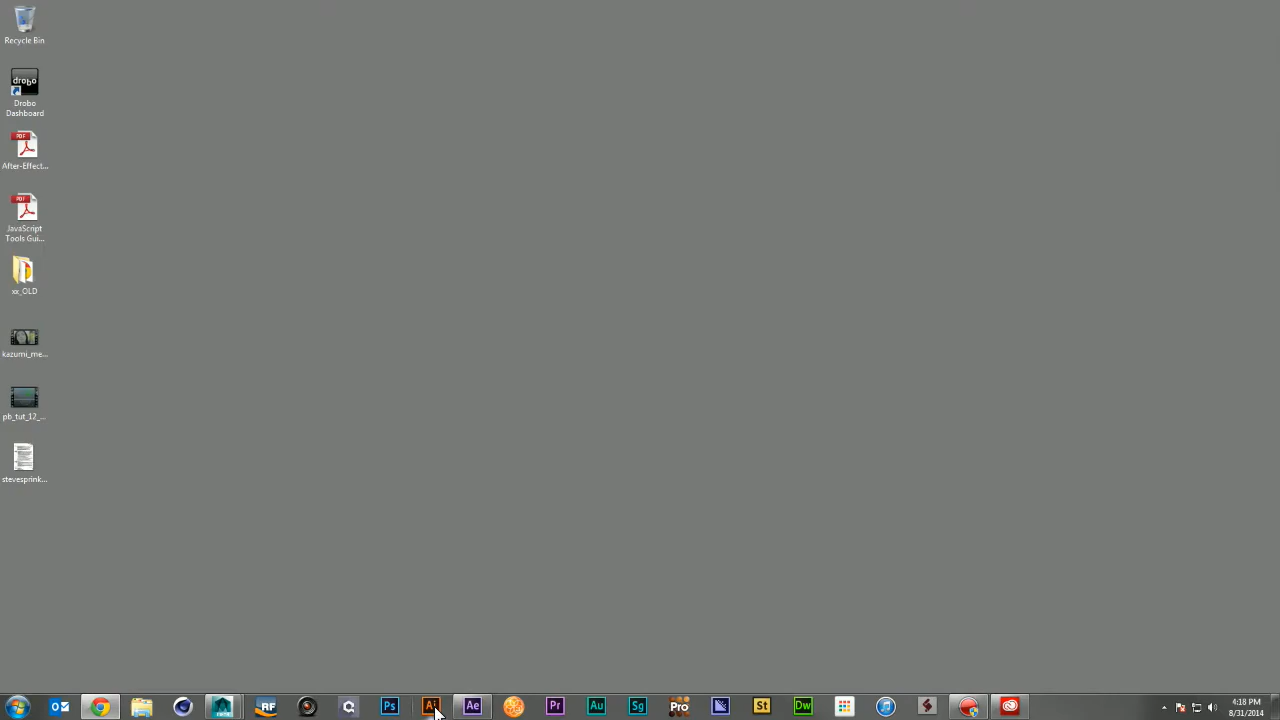 Recycle Bin
drobo
Drobo
Dashboard
PDF
After-Effect...
PDF
JavaScript
Tools Gui...
xx_OLD
kazumi_me...
pb_tut_12_...
stevesprink...
RF
Ps
Ai
Ae
Pr
Au
Sg
Pro
St
Dw
4:18 PM
8/31/2014